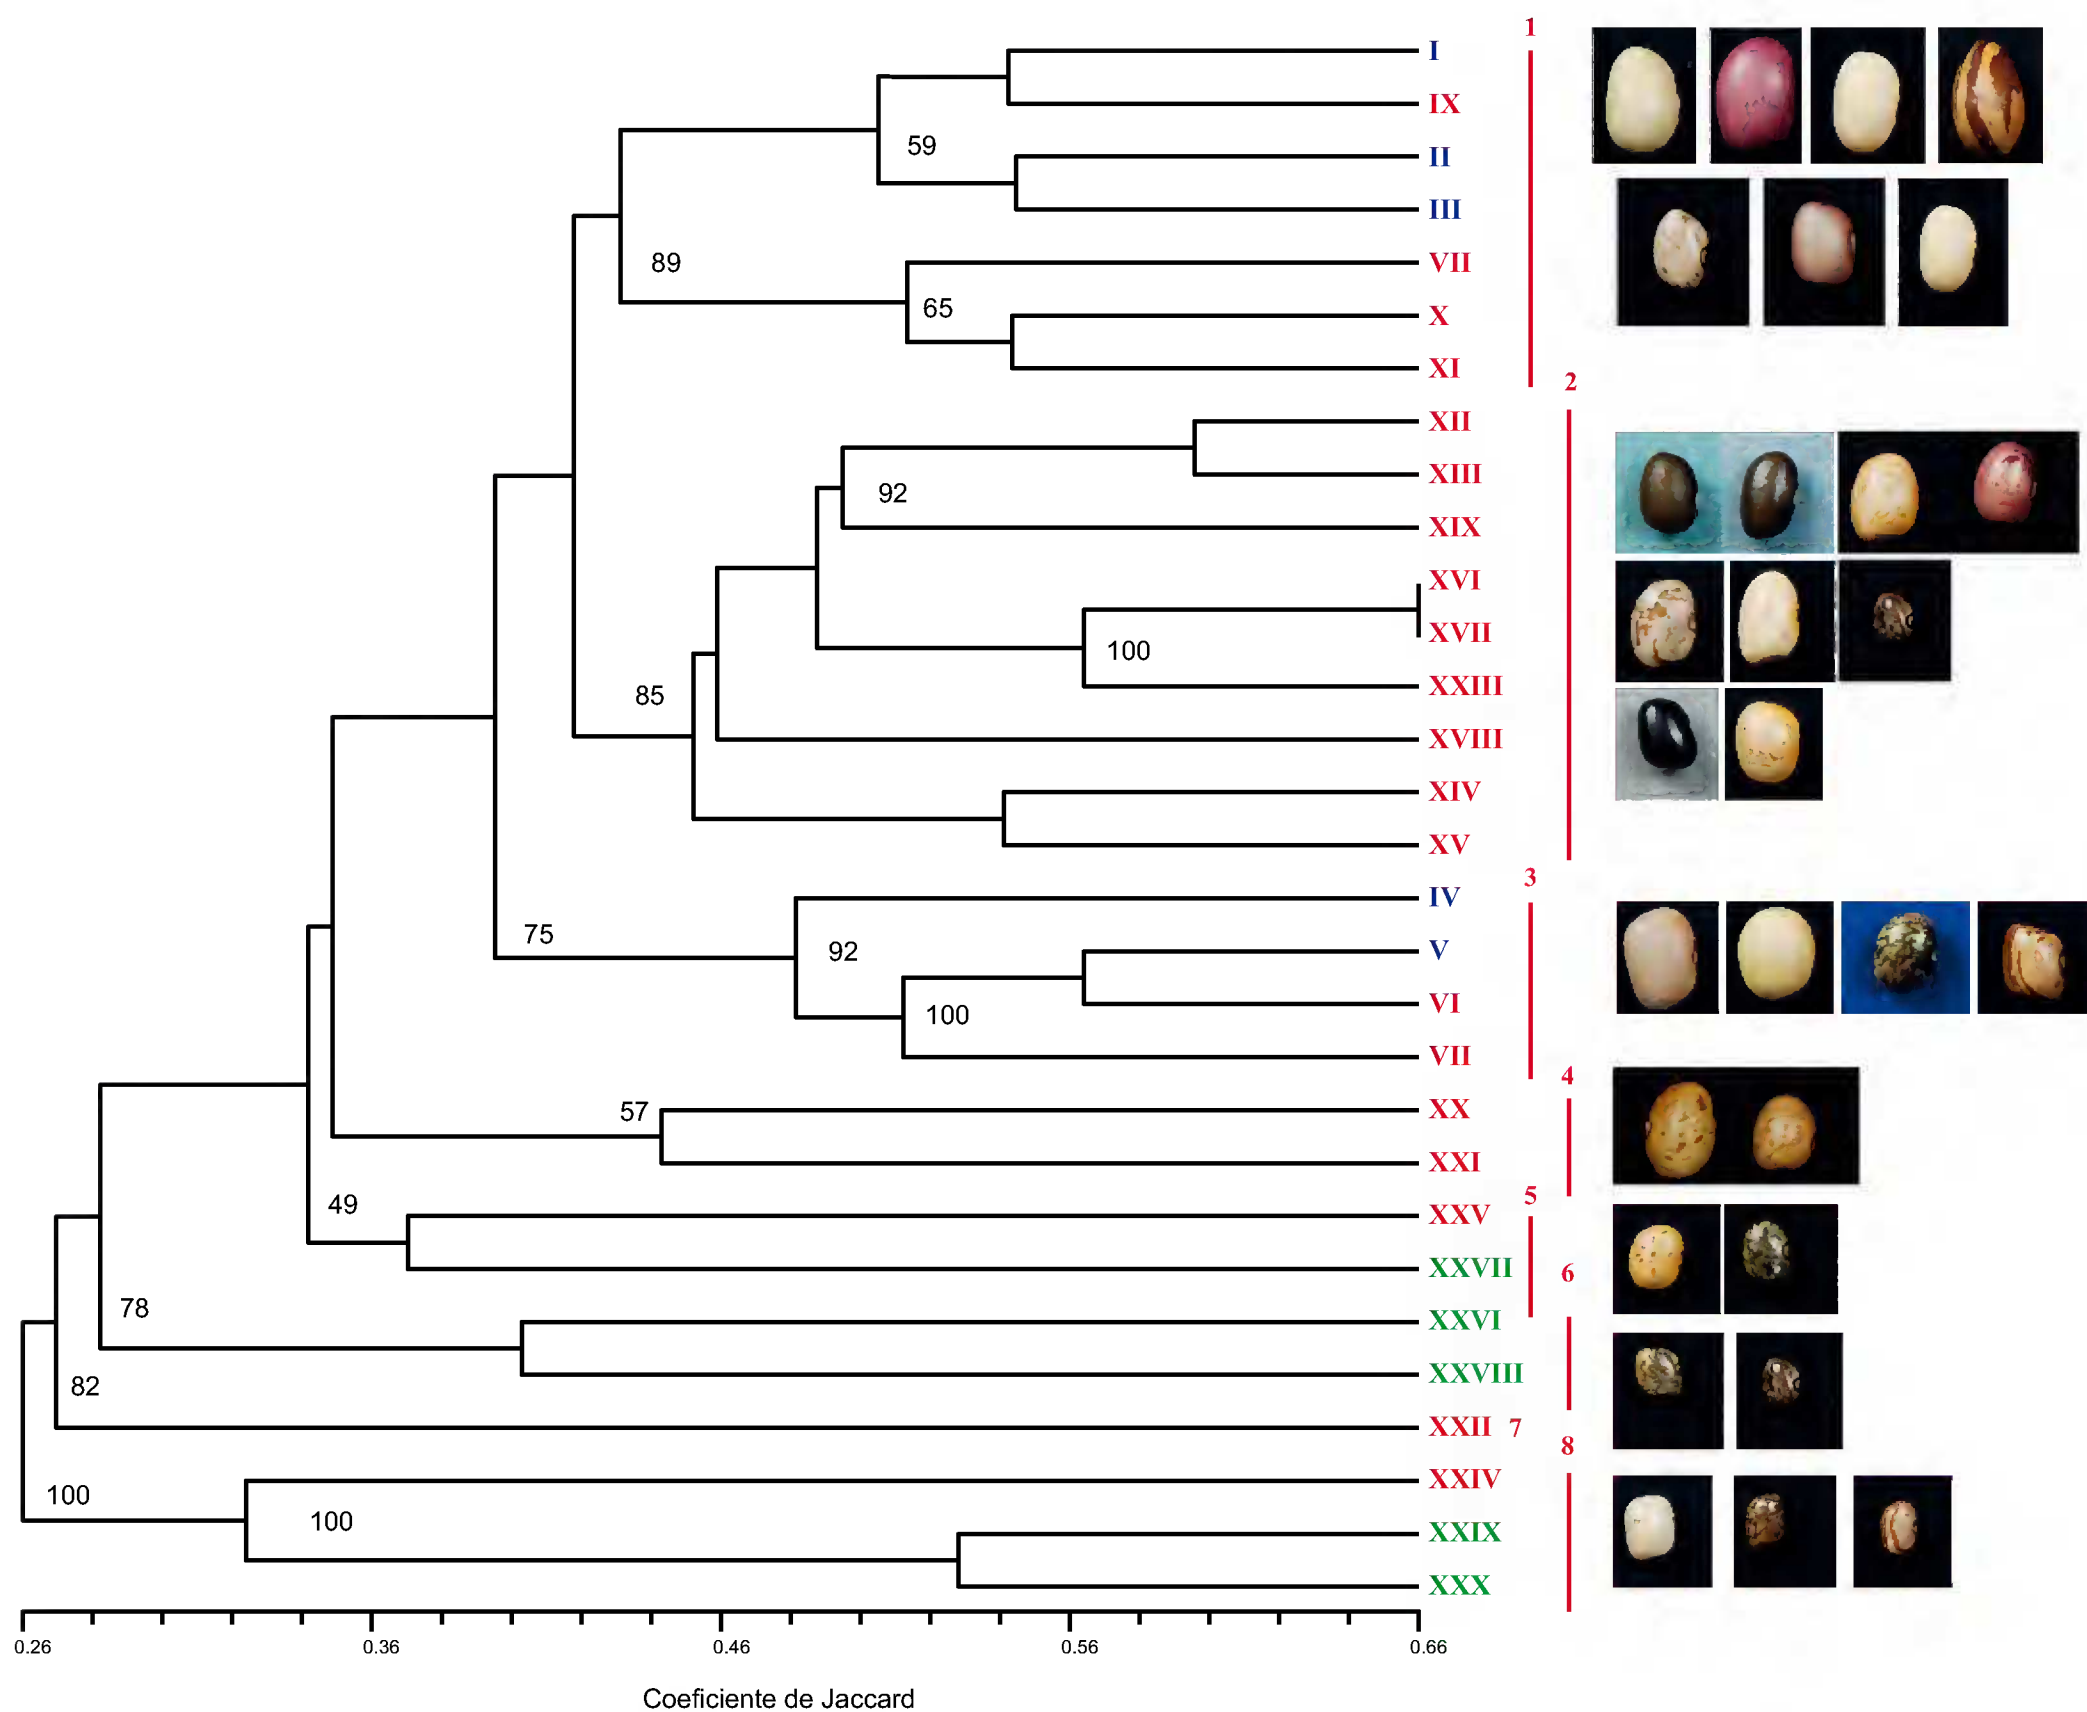 1
I
IX
59
II
III
89
VII
65
X
XI
2
XII
XIII
92
XIX
XVI
XVII
100
XXIII
85
XVIII
XIV
XV
3
IV
75
V
92
VI
100
VII
4
57
XX
XXI
5
49
XXV
XXVII
6
78
XXVI
XXVIII
82
XXII 7
8
XXIV
100
100
XXIX
XXX
0.26 0.36 0.46 0.56 0.66
Coeficiente de Jaccard